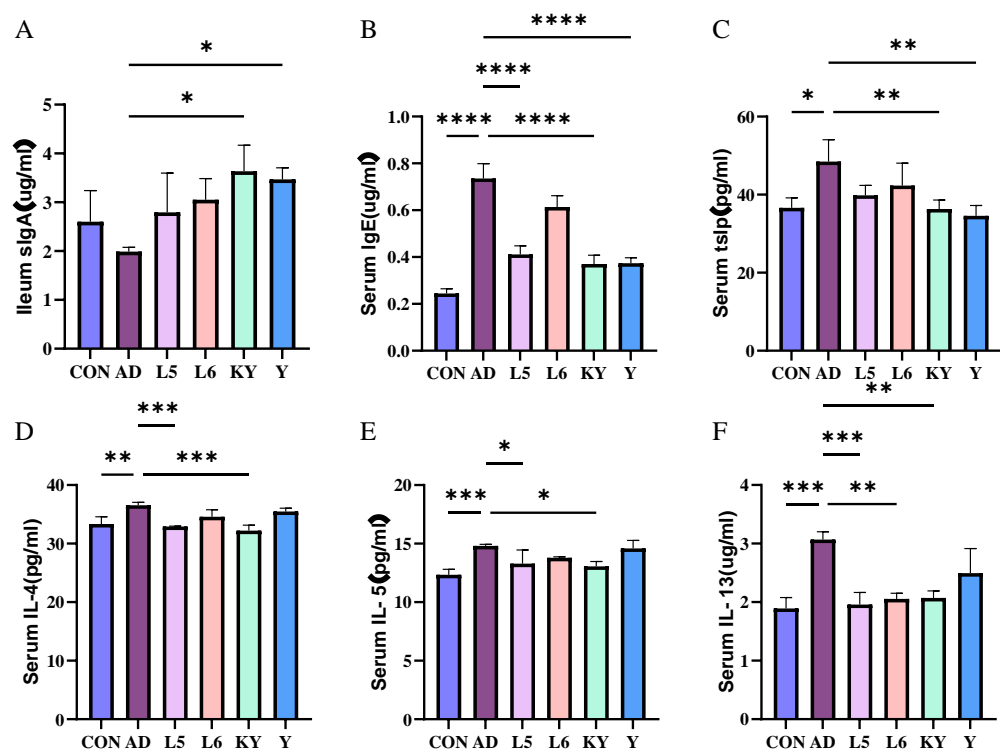 A
*
*
Ileum sIgA(ug/ml)
5
4
3
2
1
0
CON AD L5 L6 KY Y
B
****
****
**** ****
Serum IgE(ug/ml)
1.0
0.8
0.6
0.4
0.2
0.0
CON AD L5 L6 KY Y
C
**
* **
Serum tslp(pg/ml)
60
40
20
0
CON AD L5 L6 KY Y
D
***
** ***
Serum IL-4(pg/ml)
40
30
20
10
0
CON AD L5 L6 KY Y
E
*
*** *
Serum IL- 5(pg/ml)
20
15
10
5
0
CON AD L5 L6 KY Y
F
**
***
*** **
Serum IL- 13(ug/ml)
4
3
2
1
0
CON AD L5 L6 KY Y